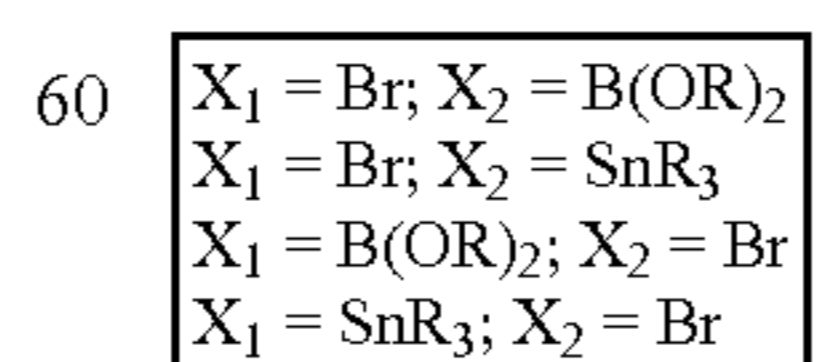 60
X₁ = Br; X₂ = B(OR)₂
X₁ = Br; X₂ = SnR₃
X₁ = B(OR)₂; X₂ = Br
X₁ = SnR₃; X₂ = Br